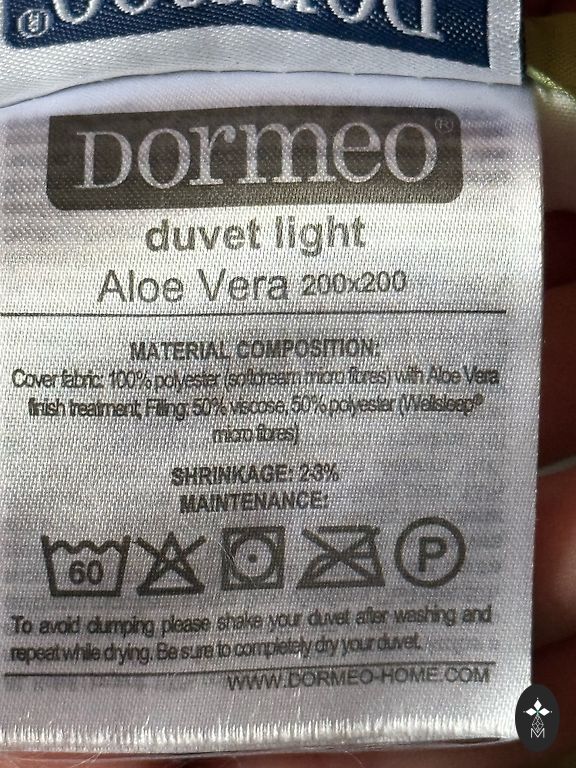 Dormeo®
Dormeo®
duvet light
Aloe Vera 200x200
MATERIAL COMPOSITION:
Cover fabric: 100% polyester (softdream micro fibres) with Aloe Vera
finish treatment, Filling: 50% viscose, 50% polyester (Wellsleep®
micro fibres)
SHRINKAGE: 2-3%
MAINTENANCE:
60 P
To avoid clumping please shake your duvet after washing and
repeat while drying. Be sure to completely dry your duvet.
WWW.DORMEO-HOME.COM
M